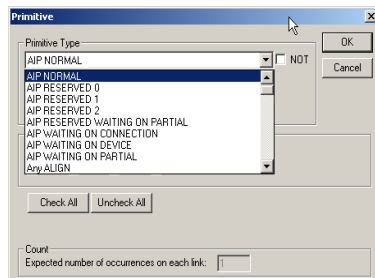 Primitive
Primitive Type
OK
AIP NORMAL
NOT
Cancel
AIP NORMAL
AIP RESERVED 0
AIP RESERVED 1
AIP RESERVED 2
AIP RESERVED WAITING ON PARTIAL
AIP WAITING ON CONNECTION
AIP WAITING ON DEVICE
AIP WAITING ON PARTIAL
Any ALIGN
Check All
Uncheck All
Count
Expected number of occurrences on each link:
1